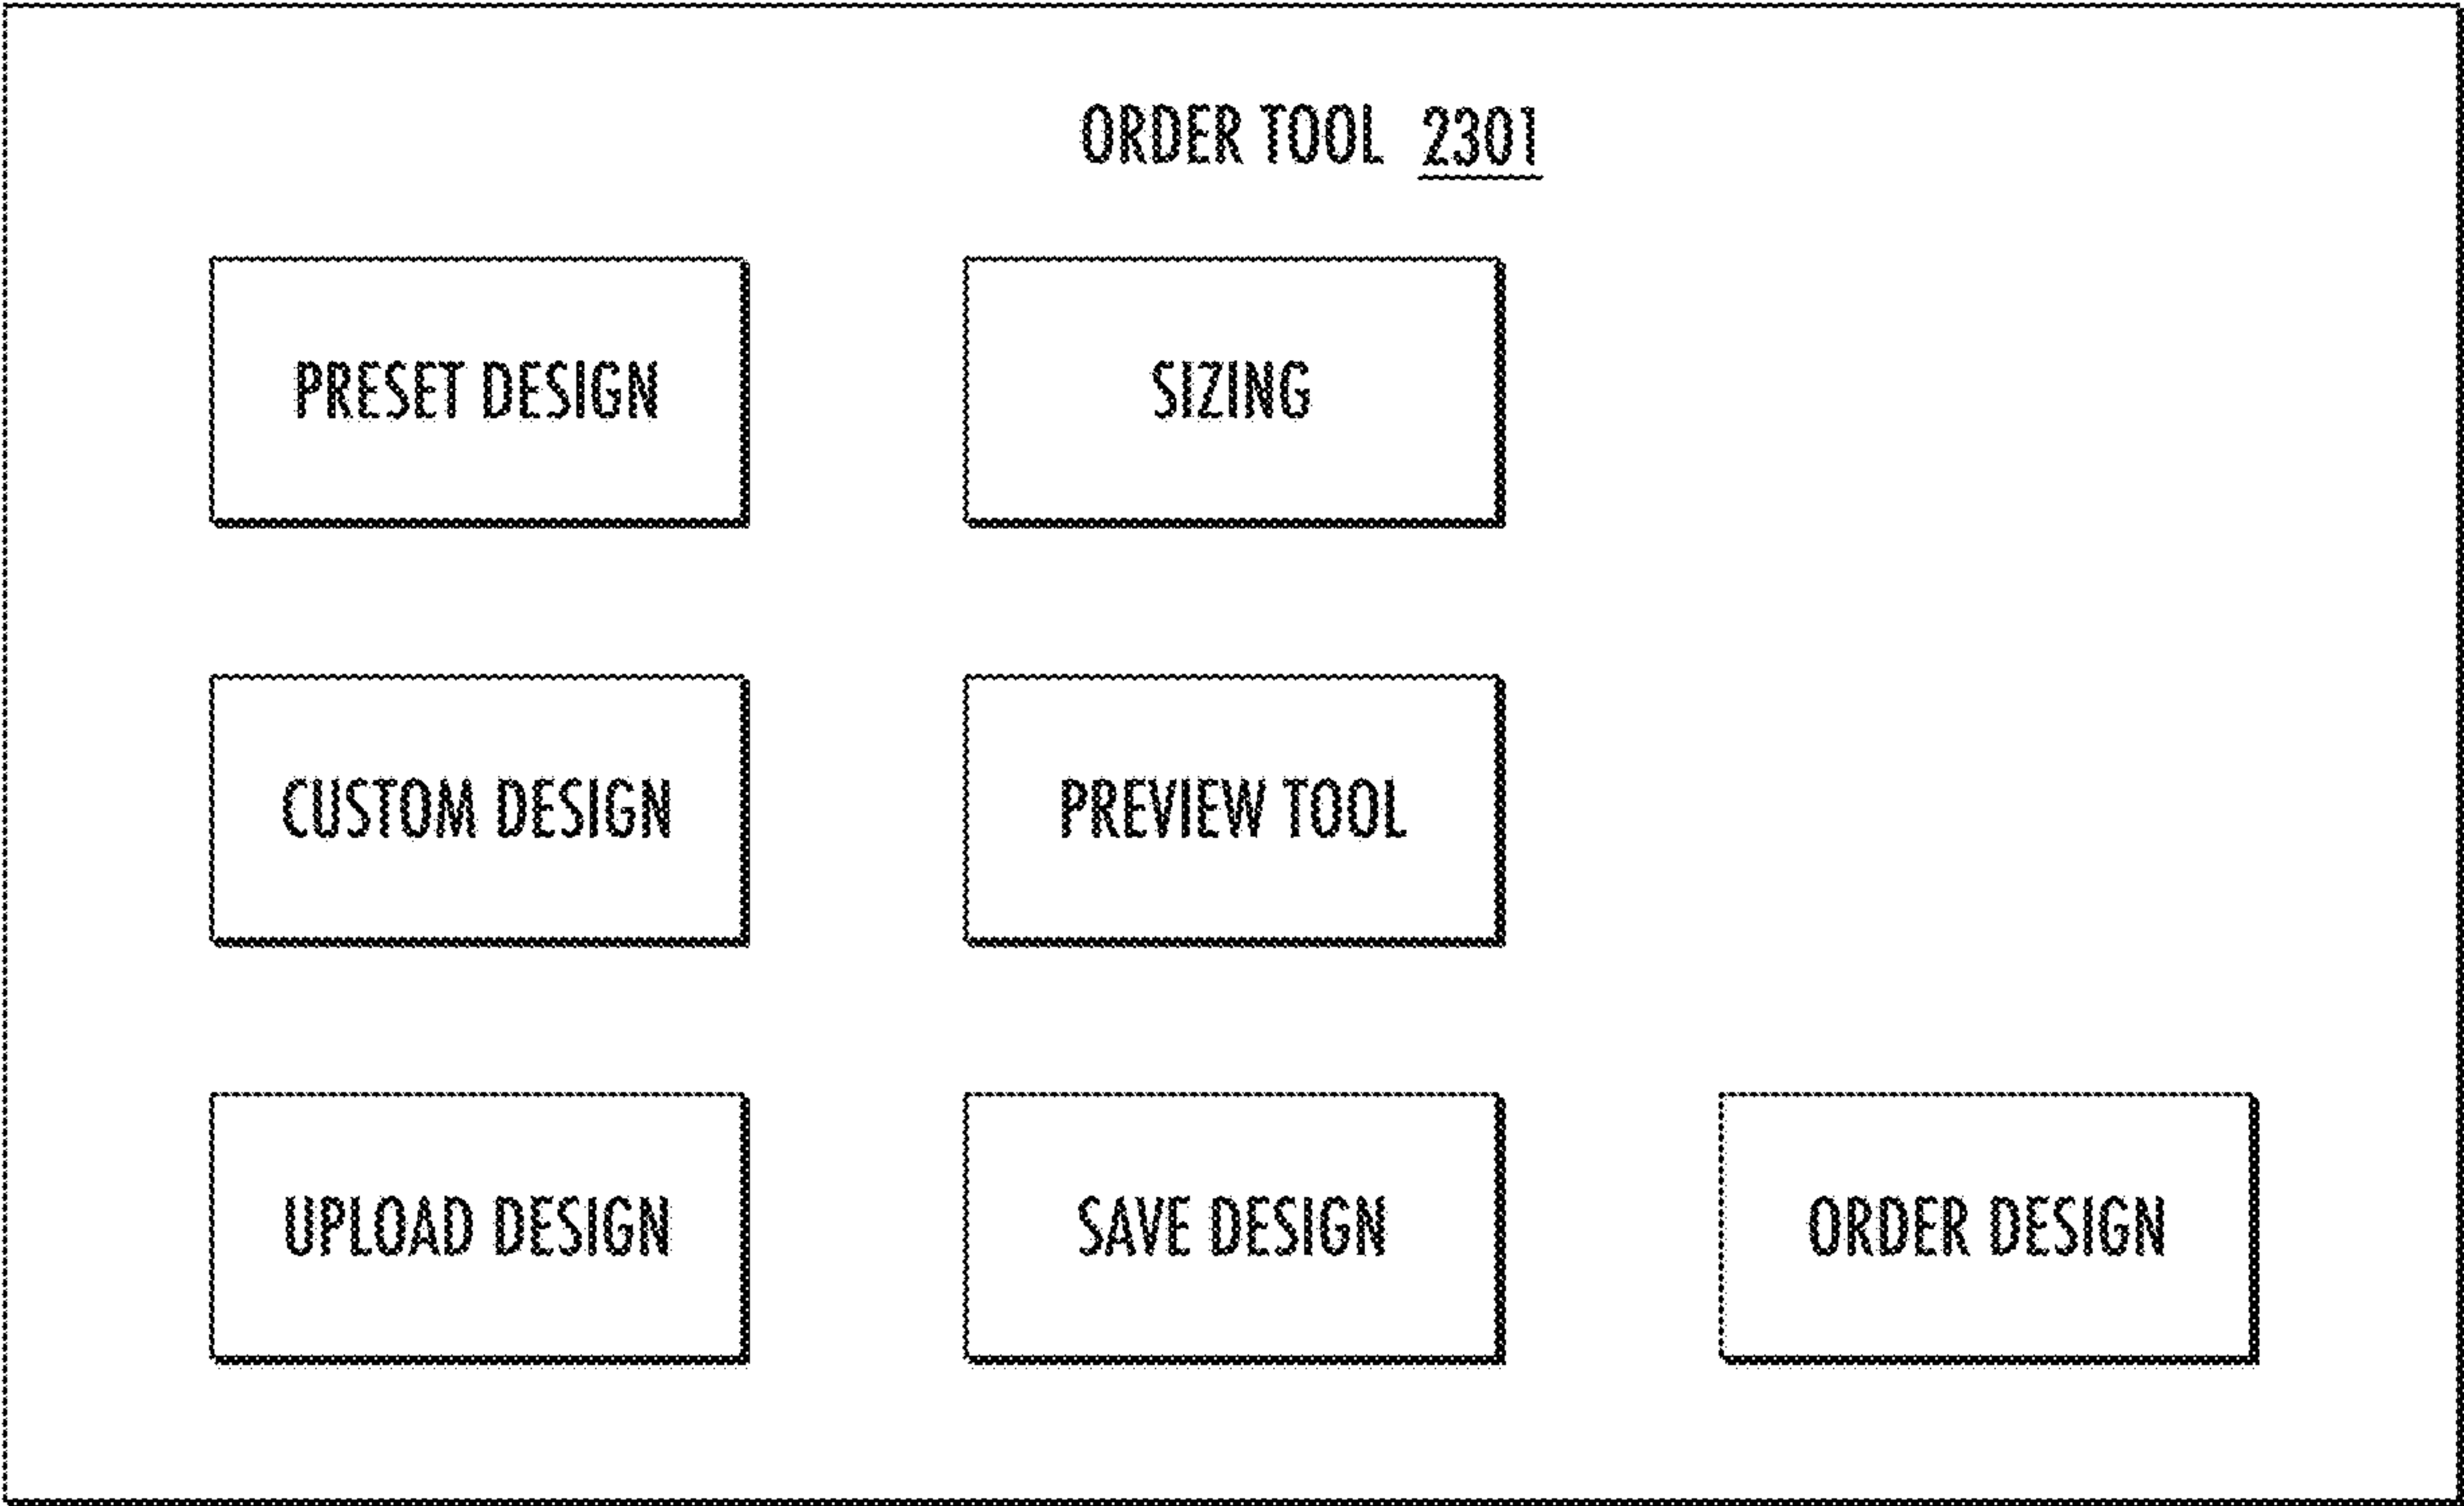 ORDER TOOL 2301
PRESET DESIGN
SIZING
CUSTOM DESIGN
PREVIEW TOOL
UPLOAD DESIGN
SAVE DESIGN
ORDER DESIGN